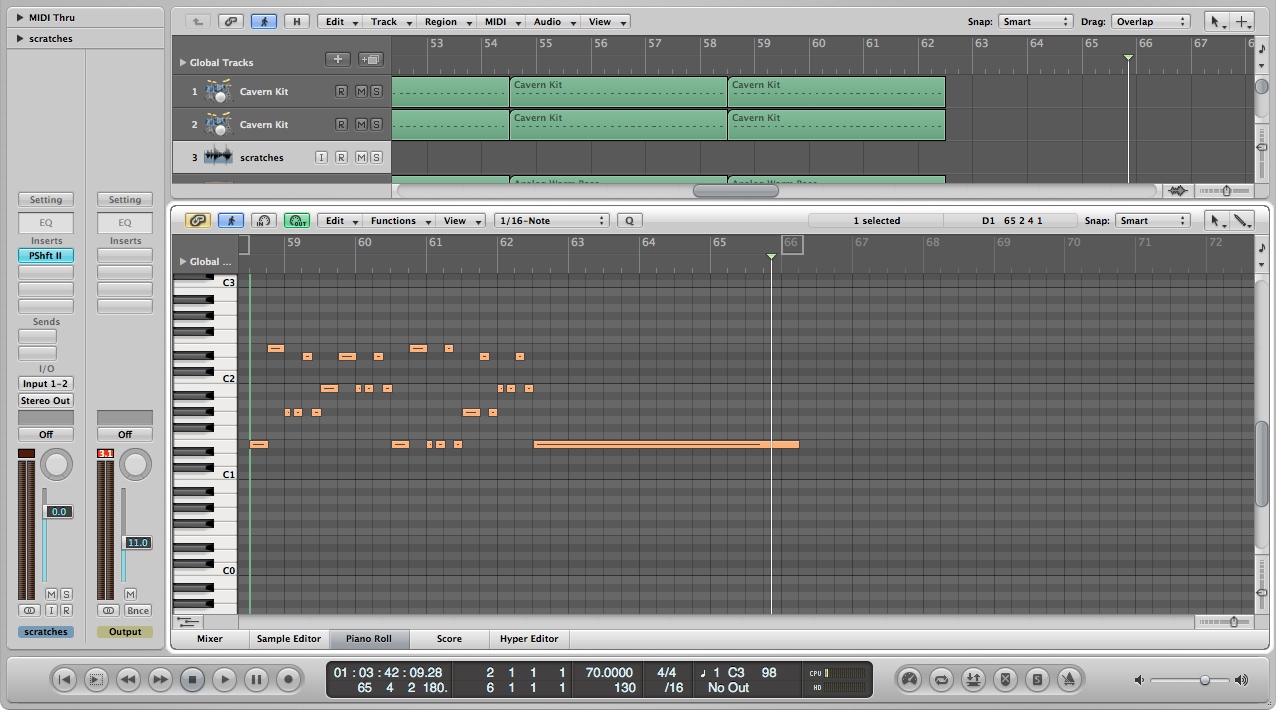 MIDI Thru
scratches
Setting Setting
EQ EQ
Inserts Inserts
PShft II
Sends
I/O
Input 1-2
Stereo Out
Off Off
3.1
0.0
11.0
M S M
I R Bnce
scratches Output
H Edit Track Region MIDI Audio View Snap: Smart Drag: Overlap
53 54 55 56 57 58 59 60 61 62 63 64 65 66 67
Global Tracks
1 Cavern Kit R M S Cavern Kit Cavern Kit
2 Cavern Kit R M S Cavern Kit Cavern Kit
3 scratches I R M S
IN OUT Edit Functions View 1/16-Note Q 1 selected D1 65 2 4 1 Snap: Smart
59 60 61 62 63 64 65 66 67 68 69 70 71 72
Global ...
C3
C2
C1
C0
Mixer Sample Editor Piano Roll Score Hyper Editor
01 : 03 : 42 : 09.28 2 1 1 1 70.0000 4/4 1 C3 98 CPU
65 4 2 180. 6 1 1 1 130 /16 No Out HD